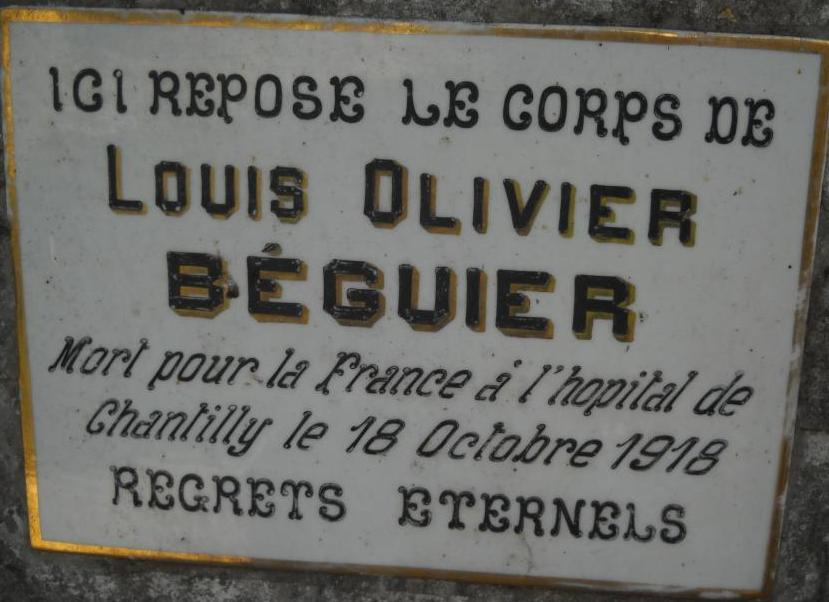 ICI REPOSE LE CORPS DE
LOUIS OLIVIER
BÉGUIER
Mort pour la France á l'hopital de
Chantilly le 18 Octobre 1918
REGRETS ETERNELS